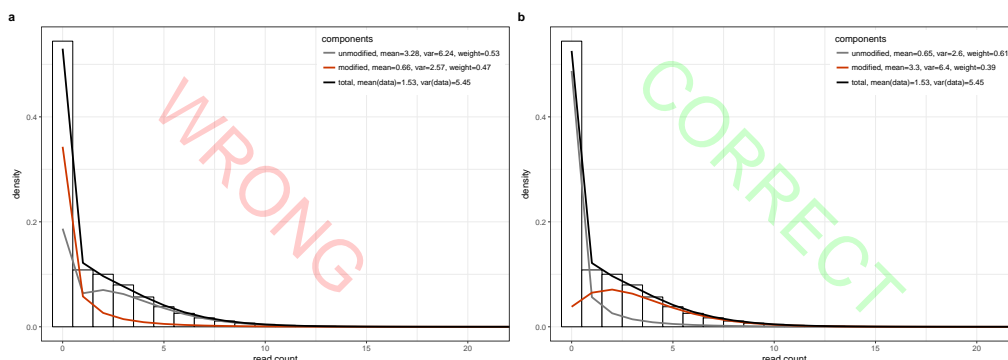 a
components
unmodified, mean=3.28, var=6.24, weight=0.53
modified, mean=0.66, var=2.57, weight=0.47
total, mean(data)=1.53, var(data)=5.45
WRONG
density
0.4
0.2
0.0
0
5
10
15
20
read count
b
components
unmodified, mean=0.65, var=2.6, weight=0.61
modified, mean=3.3, var=6.4, weight=0.39
total, mean(data)=1.53, var(data)=5.45
CORRECT
density
0.4
0.2
0.0
0
5
10
15
20
read count